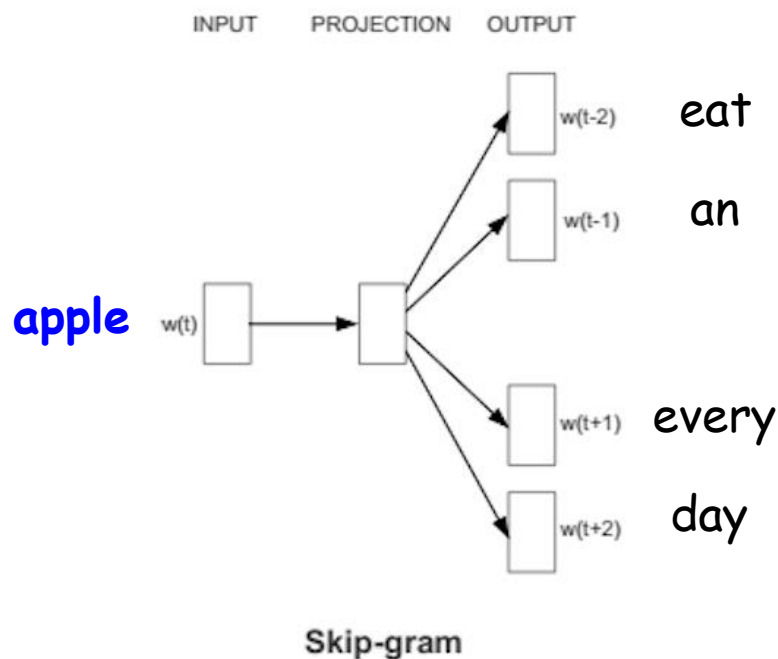 INPUT PROJECTION OUTPUT
w(t-2) eat
w(t-1) an
apple w(t)
w(t+1) every
w(t+2) day
Skip-gram